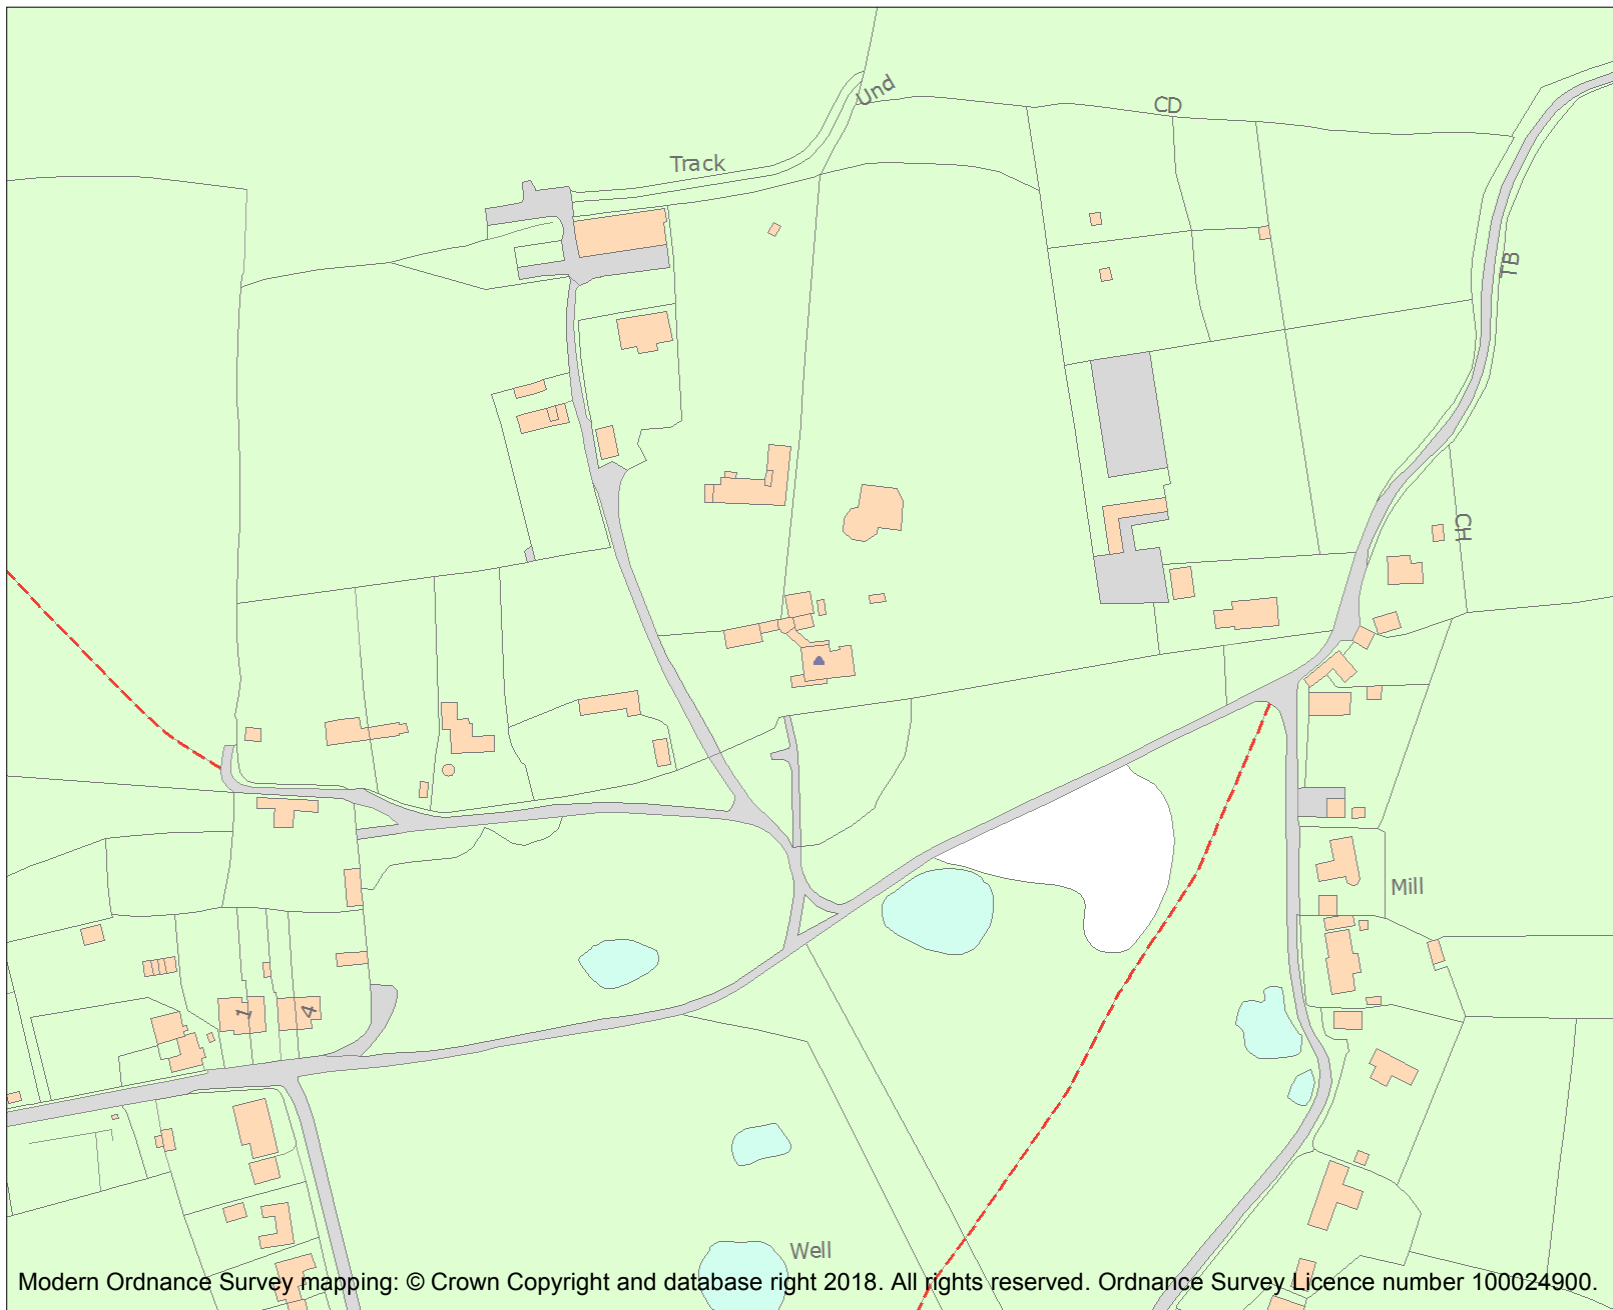 Und
CD
Track
TB
CH
Mill
1
4
Well
Modern Ordnance Survey mapping: © Crown Copyright and database right 2018. All rights reserved. Ordnance Survey Licence number 100024900.